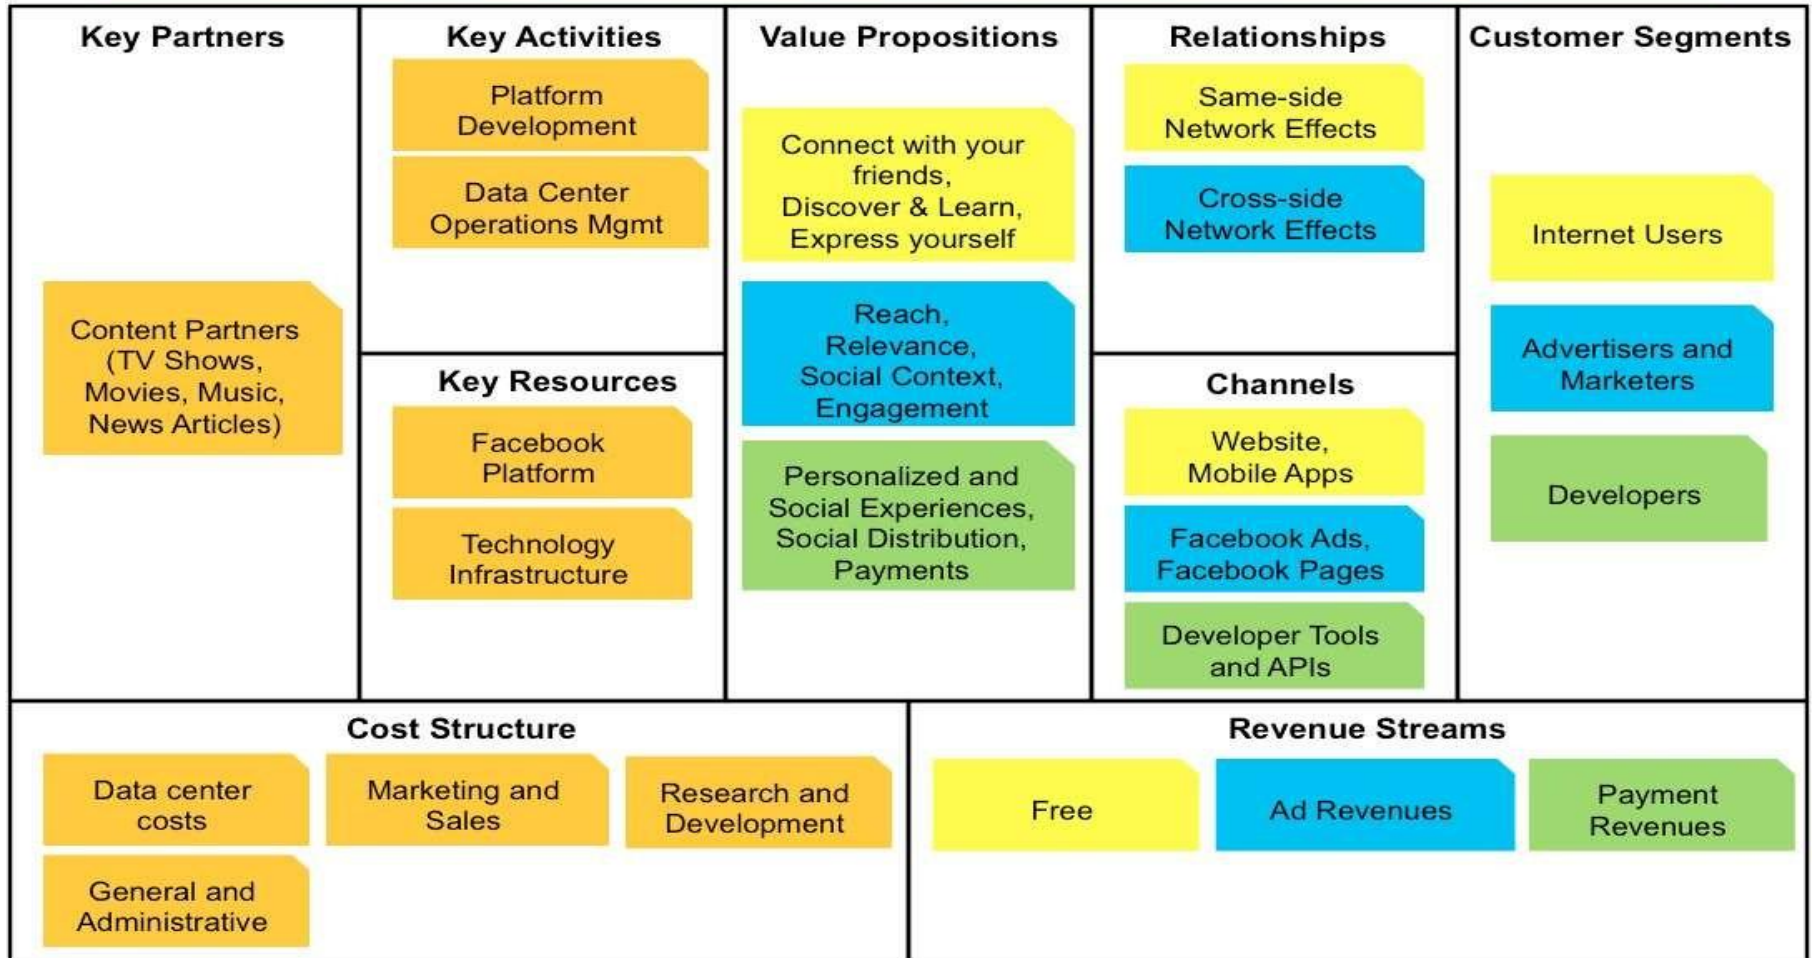 Key Partners
Content Partners
(TV Shows,
Movies, Music,
News Articles)
Key Activities
Platform
Development
Data Center
Operations Mgmt
Key Resources
Facebook
Platform
Technology
Infrastructure
Value Propositions
Connect with your
friends,
Discover & Learn,
Express yourself
Reach,
Relevance,
Social Context,
Engagement
Personalized and
Social Experiences,
Social Distribution,
Payments
Relationships
Same-side
Network Effects
Cross-side
Network Effects
Channels
Website,
Mobile Apps
Facebook Ads,
Facebook Pages
Developer Tools
and APIs
Customer Segments
Internet Users
Advertisers and
Marketers
Developers
Cost Structure
Data center
costs
Marketing and
Sales
Research and
Development
General and
Administrative
Revenue Streams
Free
Ad Revenues
Payment
Revenues